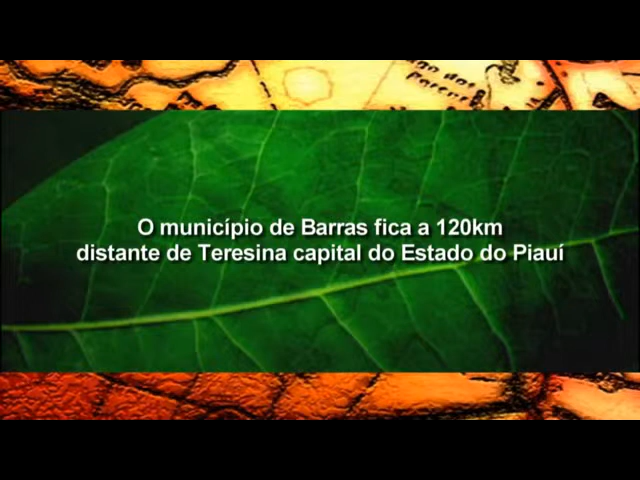 O município de Barras fica a 120km
distante de Teresina capital do Estado do Piauí